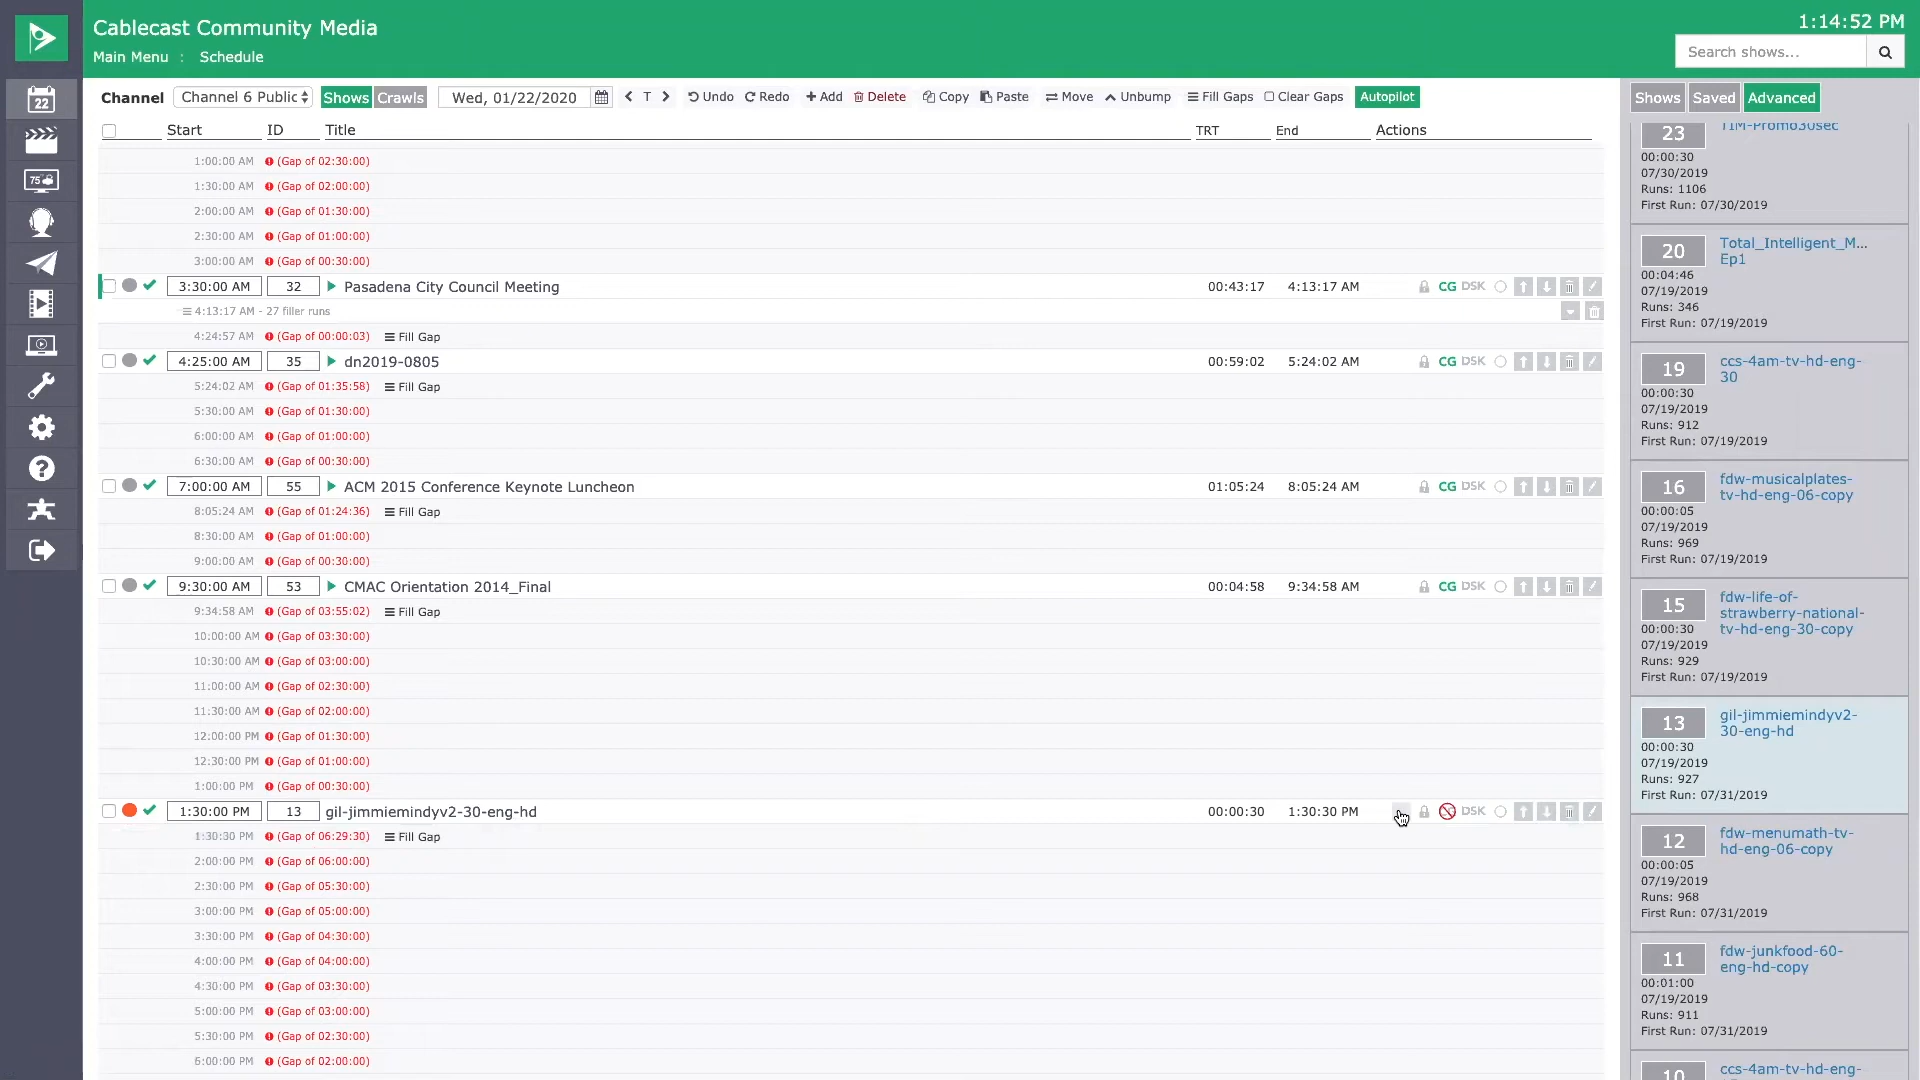 Cablecast Community Media
Main Menu : Schedule
1:14:52 PM
Search shows...
22
75°
Channel Channel 6 Public Shows Crawls Wed, 01/22/2020 < T > Undo Redo Add Delete Copy Paste Move Unbump Fill Gaps Clear Gaps Autopilot
Start ID Title TRT End Actions
1:00:00 AM (Gap of 02:30:00)
1:30:00 AM (Gap of 02:00:00)
2:00:00 AM (Gap of 01:30:00)
2:30:00 AM (Gap of 01:00:00)
3:00:00 AM (Gap of 00:30:00)
3:30:00 AM 32 Pasadena City Council Meeting 00:43:17 4:13:17 AM CG DSK
4:13:17 AM - 27 filler runs
4:24:57 AM (Gap of 00:00:03) Fill Gap
4:25:00 AM 35 dn2019-0805 00:59:02 5:24:02 AM CG DSK
5:24:02 AM (Gap of 01:35:58) Fill Gap
5:30:00 AM (Gap of 01:30:00)
6:00:00 AM (Gap of 01:00:00)
6:30:00 AM (Gap of 00:30:00)
7:00:00 AM 55 ACM 2015 Conference Keynote Luncheon 01:05:24 8:05:24 AM CG DSK
8:05:24 AM (Gap of 01:24:36) Fill Gap
8:30:00 AM (Gap of 01:00:00)
9:00:00 AM (Gap of 00:30:00)
9:30:00 AM 53 CMAC Orientation 2014_Final 00:04:58 9:34:58 AM CG DSK
9:34:58 AM (Gap of 03:55:02) Fill Gap
10:00:00 AM (Gap of 03:30:00)
10:30:00 AM (Gap of 03:00:00)
11:00:00 AM (Gap of 02:30:00)
11:30:00 AM (Gap of 02:00:00)
12:00:00 PM (Gap of 01:30:00)
12:30:00 PM (Gap of 01:00:00)
1:00:00 PM (Gap of 00:30:00)
1:30:00 PM 13 gil-jimmiemindyv2-30-eng-hd 00:00:30 1:30:30 PM DSK
1:30:30 PM (Gap of 06:29:30) Fill Gap
2:00:00 PM (Gap of 06:00:00)
2:30:00 PM (Gap of 05:30:00)
3:00:00 PM (Gap of 05:00:00)
3:30:00 PM (Gap of 04:30:00)
4:00:00 PM (Gap of 04:00:00)
4:30:00 PM (Gap of 03:30:00)
5:00:00 PM (Gap of 03:00:00)
5:30:00 PM (Gap of 02:30:00)
6:00:00 PM (Gap of 02:00:00)
Shows Saved Advanced
23 TIM-Promo30sec
00:00:30
07/30/2019
Runs: 1106
First Run: 07/30/2019
20 Total_Intelligent_M...
Ep1
00:04:46
07/19/2019
Runs: 346
First Run: 07/19/2019
19 ccs-4am-tv-hd-eng-
30
00:00:30
07/19/2019
Runs: 912
First Run: 07/19/2019
16 fdw-musicalplates-
tv-hd-eng-06-copy
00:00:05
07/19/2019
Runs: 969
First Run: 07/19/2019
15 fdw-life-of-
strawberry-national-
tv-hd-eng-30-copy
00:00:30
07/19/2019
Runs: 929
First Run: 07/19/2019
13 gil-jimmiemindyv2-
30-eng-hd
00:00:30
07/19/2019
Runs: 927
First Run: 07/31/2019
12 fdw-menumath-tv-
hd-eng-06-copy
00:00:05
07/19/2019
Runs: 968
First Run: 07/31/2019
11 fdw-junkfood-60-
eng-hd-copy
00:01:00
07/19/2019
Runs: 911
First Run: 07/31/2019
10 ccs-4am-tv-hd-eng-